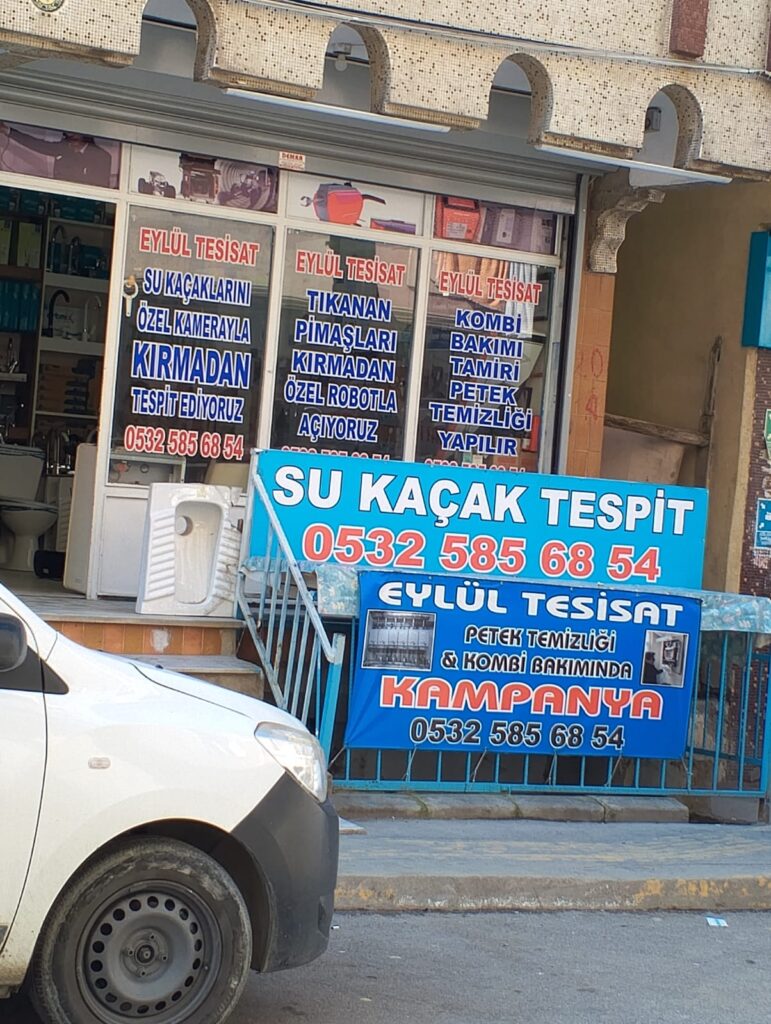 DEMAK
EYLÜL TESİSAT
SU KAÇAKLARINI
ÖZEL KAMERAYLA
KIRMADAN
TESPİT EDİYORUZ
0532 585 68 54
EYLÜL TESİSAT
TIKANAN
PİMAŞLARI
KIRMADAN
ÖZEL ROBOTLA
AÇIYORUZ
EYLÜL TESİSAT
KOMBİ
BAKIMI
TAMİRİ
PETEK
TEMİZLİĞİ
YAPILIR
SU KAÇAK TESPİT
0532 585 68 54
EYLÜL TESİSAT
PETEK TEMİZLİĞİ
& KOMBİ BAKIMINDA
KAMPANYA
0532 585 68 54